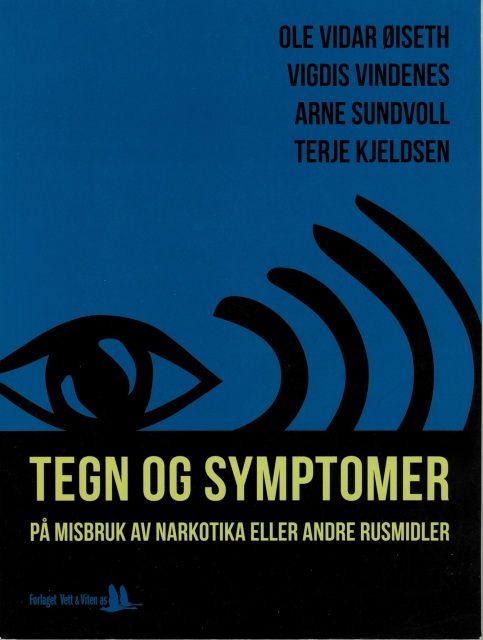 OLE VIDAR ØISETH
VIGDIS VINDENES
ARNE SUNDVOLL
TERJE KJELDSEN
TEGN OG SYMPTOMER
PÅ MISBRUK AV NARKOTIKA ELLER ANDRE RUSMIDLER
Forlaget Vett & Viten as